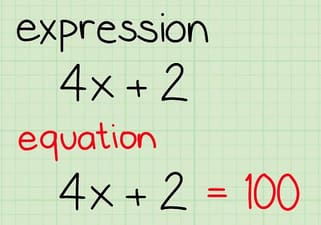 expression
4x + 2
equation
4x + 2 = 100